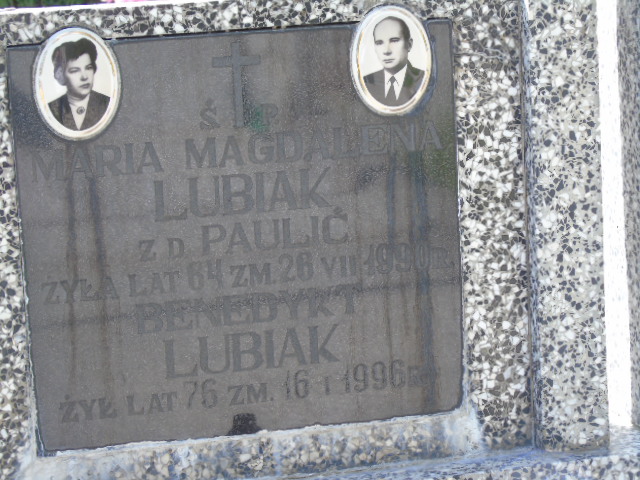 Ś P
MARIA MAGDALENA
LUBIAK
Z D. PAULIĆ
ŻYŁA LAT 64 ZM. 26 VII 1990 R.
BENEDYKT
LUBIAK
ŻYŁ LAT 76 ZM. 16 I 1996 R.